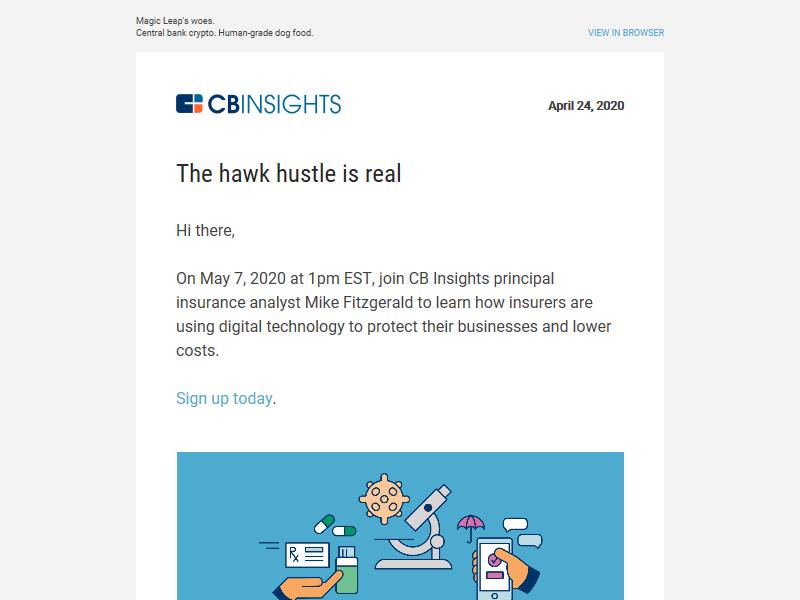 Magic Leap's woes.
Central bank crypto. Human-grade dog food.
VIEW IN BROWSER
CBINSIGHTS
April 24, 2020
The hawk hustle is real
Hi there,
On May 7, 2020 at 1pm EST, join CB Insights principal
insurance analyst Mike Fitzgerald to learn how insurers are
using digital technology to protect their businesses and lower
costs.
Sign up today.
Rx